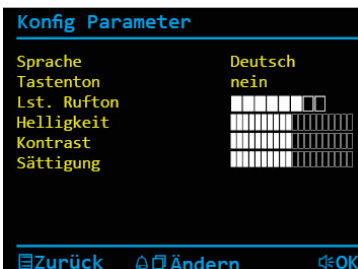 Konfig Parameter
Sprache Deutsch
Tastenton nein
Lst. Rufton
Helligkeit
Kontrast
Sättigung
Zurück Ändern OK